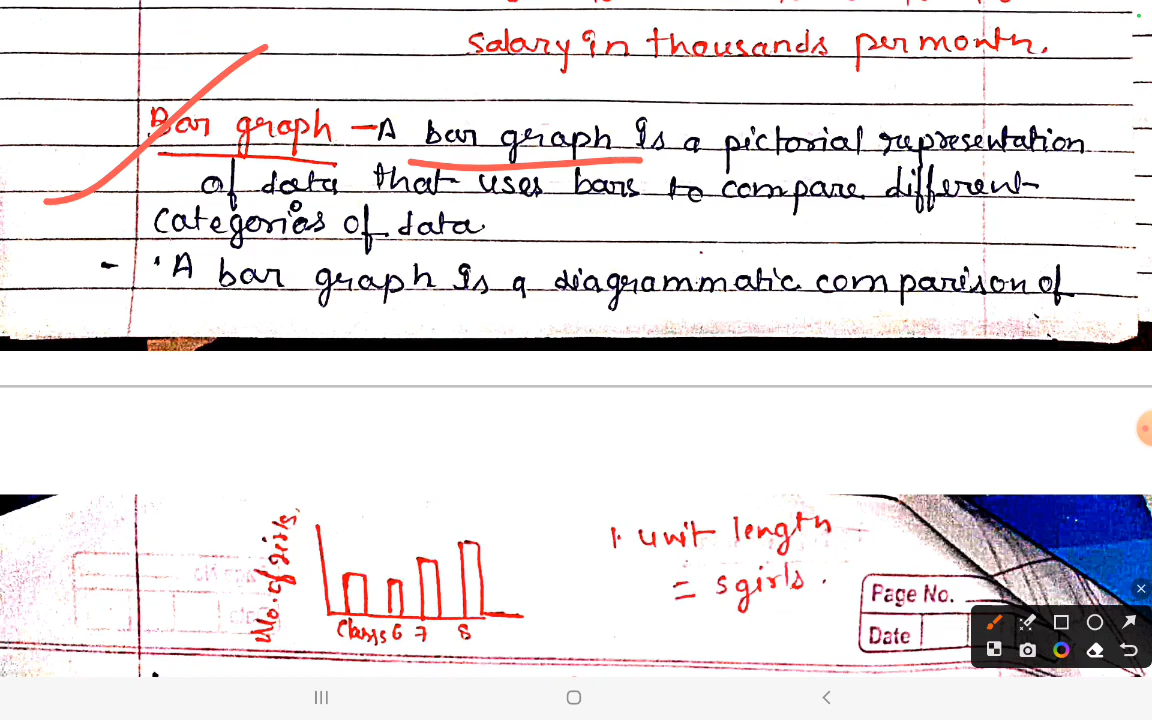 salary in thousands per month.
Bar graph - A bar graph is a pictorial representation
of data that uses bars to compare different
categories of data.
- A bar graph is a diagrammatic comparison of
No. of girls.
1 unit length
= 5 girls.
Class 6 7 8
Page No.
Date